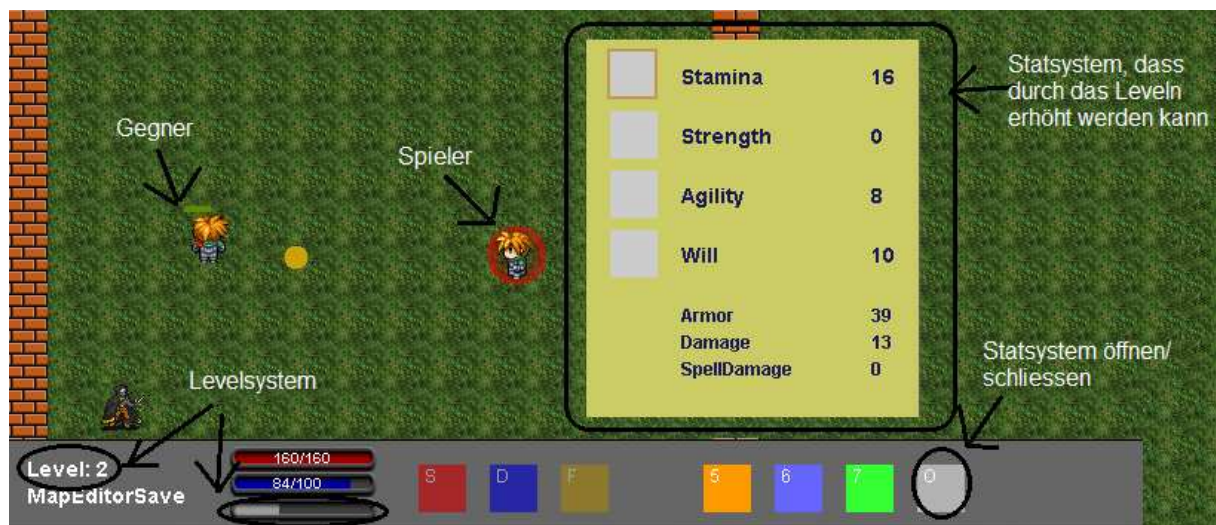 Gegner
Spieler
Stamina 16
Strength 0
Agility 8
Will 10
Armor 39
Damage 13
SpellDamage 0
Statsystem, dass
durch das Leveln
erhöht werden kann
Statsystem öffnen/
schliessen
Levelsystem
Level: 2
MapEditorSave
160/160
84/100
S
D
F
5
6
7
O